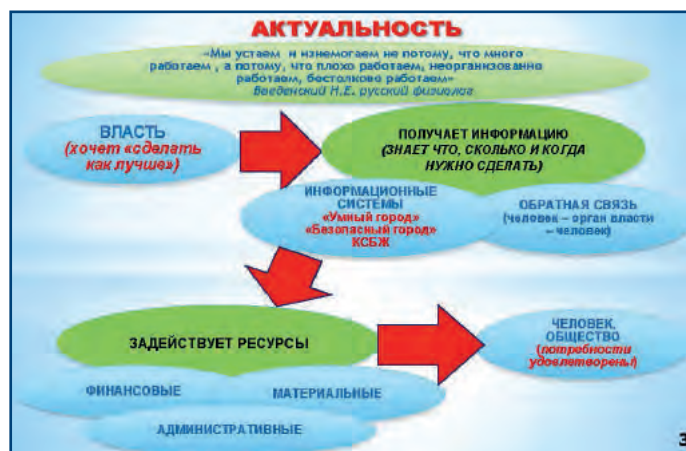 АКТУАЛЬНОСТЬ
«Мы устаем и изнемогаем не потому, что много
работаем , а потому, что плохо работаем, неорганизованно
работаем, бестолково работаем»
Введенский Н.Е. русский физиолог
ВЛАСТЬ
(хочет «сделать
как лучше»)
ПОЛУЧАЕТ ИНФОРМАЦИЮ
(ЗНАЕТ ЧТО, СКОЛЬКО И КОГДА
НУЖНО СДЕЛАТЬ)
ИНФОРМАЦИОННЫЕ
СИСТЕМЫ
«Умный город»
«Безопасный город»
КСБЖ
ОБРАТНАЯ СВЯЗЬ
(человек – орган власти
– человек)
ЗАДЕЙСТВУЕТ РЕСУРСЫ
ЧЕЛОВЕК,
ОБЩЕСТВО
(потребности
удовлетворены)
ФИНАНСОВЫЕ
МАТЕРИАЛЬНЫЕ
АДМИНИСТРАТИВНЫЕ
3